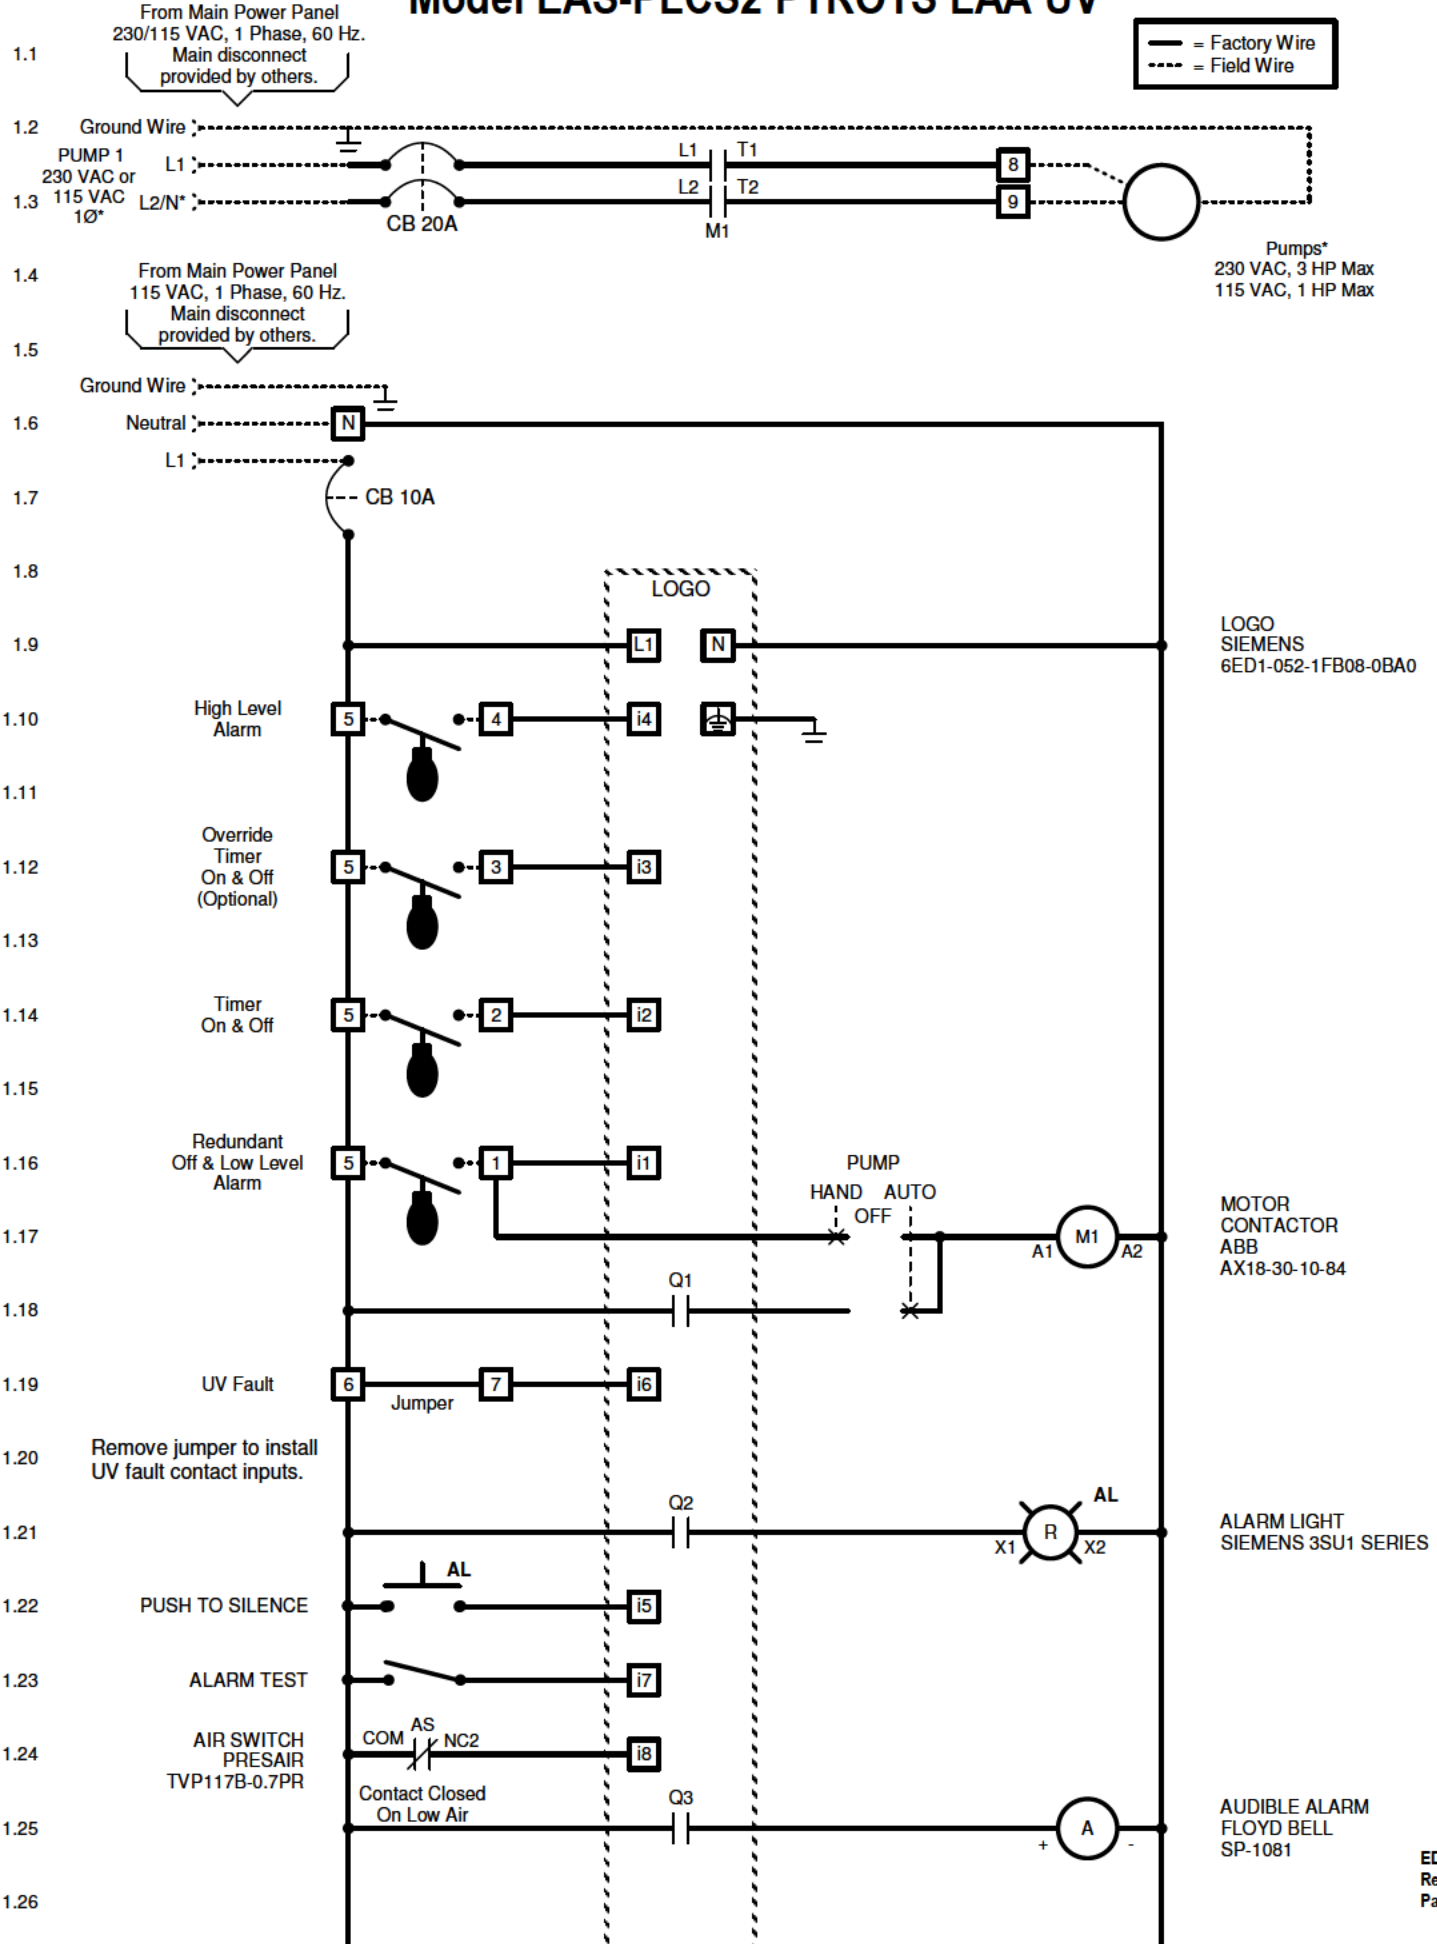 From Main Power Panel
230/115 VAC, 1 Phase, 60 Hz.
1.1
Main disconnect
provided by others.
= Factory Wire
= Field Wire
1.2
Ground Wire
PUMP 1
230 VAC or
115 VAC
1Ø*
L1
L1
T1
8
1.3
L2/N*
CB 20A
L2
T2
M1
9
Pumps*
230 VAC, 3 HP Max
115 VAC, 1 HP Max
1.4
From Main Power Panel
115 VAC, 1 Phase, 60 Hz.
Main disconnect
provided by others.
1.5
Ground Wire
1.6
Neutral
N
L1
1.7
CB 10A
1.8
LOGO
1.9
L1
N
LOGO
SIEMENS
6ED1-052-1FB08-0BA0
1.10
High Level
Alarm
5
4
i4
1.11
1.12
Override
Timer
On & Off
(Optional)
5
3
i3
1.13
1.14
Timer
On & Off
5
2
i2
1.15
1.16
Redundant
Off & Low Level
Alarm
5
1
i1
PUMP
HAND
AUTO
OFF
1.17
A1
M1
A2
MOTOR
CONTACTOR
ABB
AX18-30-10-84
1.18
Q1
1.19
UV Fault
6
Jumper
7
i6
1.20
Remove jumper to install
UV fault contact inputs.
1.21
Q2
X1
R
X2
AL
ALARM LIGHT
SIEMENS 3SU1 SERIES
1.22
PUSH TO SILENCE
AL
i5
1.23
ALARM TEST
i7
1.24
AIR SWITCH
PRESAIR
TVP117B-0.7PR
COM
AS
NC2
i8
Contact Closed
On Low Air
1.25
Q3
+
A
-
AUDIBLE ALARM
FLOYD BELL
SP-1081
1.26